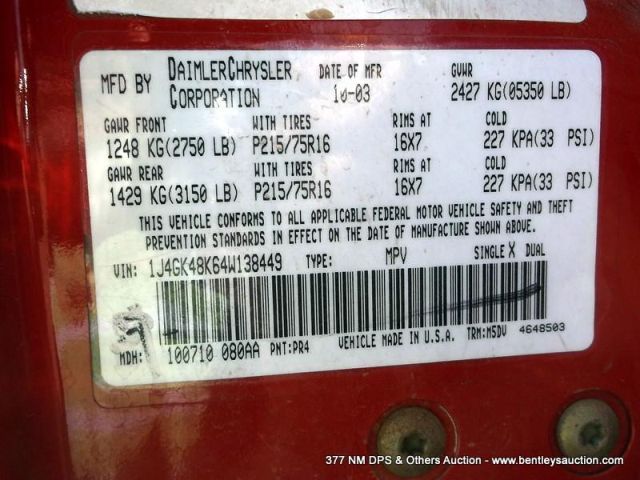 MFD BY DAIMLERCHRYSLER CORPORATION DATE OF MFR 10-03 GVWR 2427 KG(05350 LB)
GAWR FRONT WITH TIRES RIMS AT COLD
1248 KG(2750 LB) P215/75R16 16X7 227 KPA(33 PSI)
GAWR REAR WITH TIRES RIMS AT COLD
1429 KG(3150 LB) P215/75R16 16X7 227 KPA(33 PSI)
THIS VEHICLE CONFORMS TO ALL APPLICABLE FEDERAL MOTOR VEHICLE SAFETY AND THEFT
PREVENTION STANDARDS IN EFFECT ON THE DATE OF MANUFACTURE SHOWN ABOVE.
VIN: 1J4GK48K64W138449 TYPE: MPV SINGLE X DUAL
MDH: 100710 080AA PNT:PR4 VEHICLE MADE IN U.S.A. TRM:M5DV 4648503
377 NM DPS & Others Auction - www.bentleysauction.com